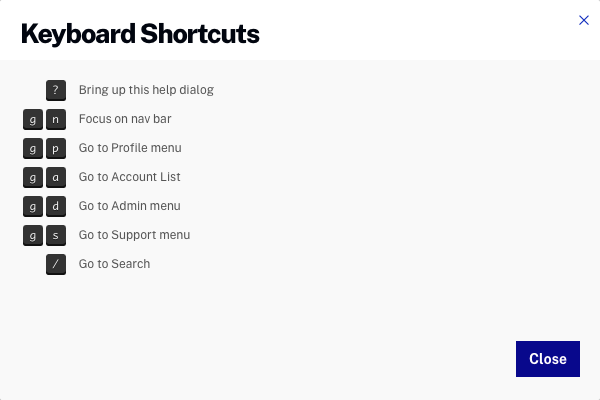 Keyboard Shortcuts
? Bring up this help dialog
g n Focus on nav bar
g p Go to Profile menu
g a Go to Account List
g d Go to Admin menu
g s Go to Support menu
/ Go to Search
Close